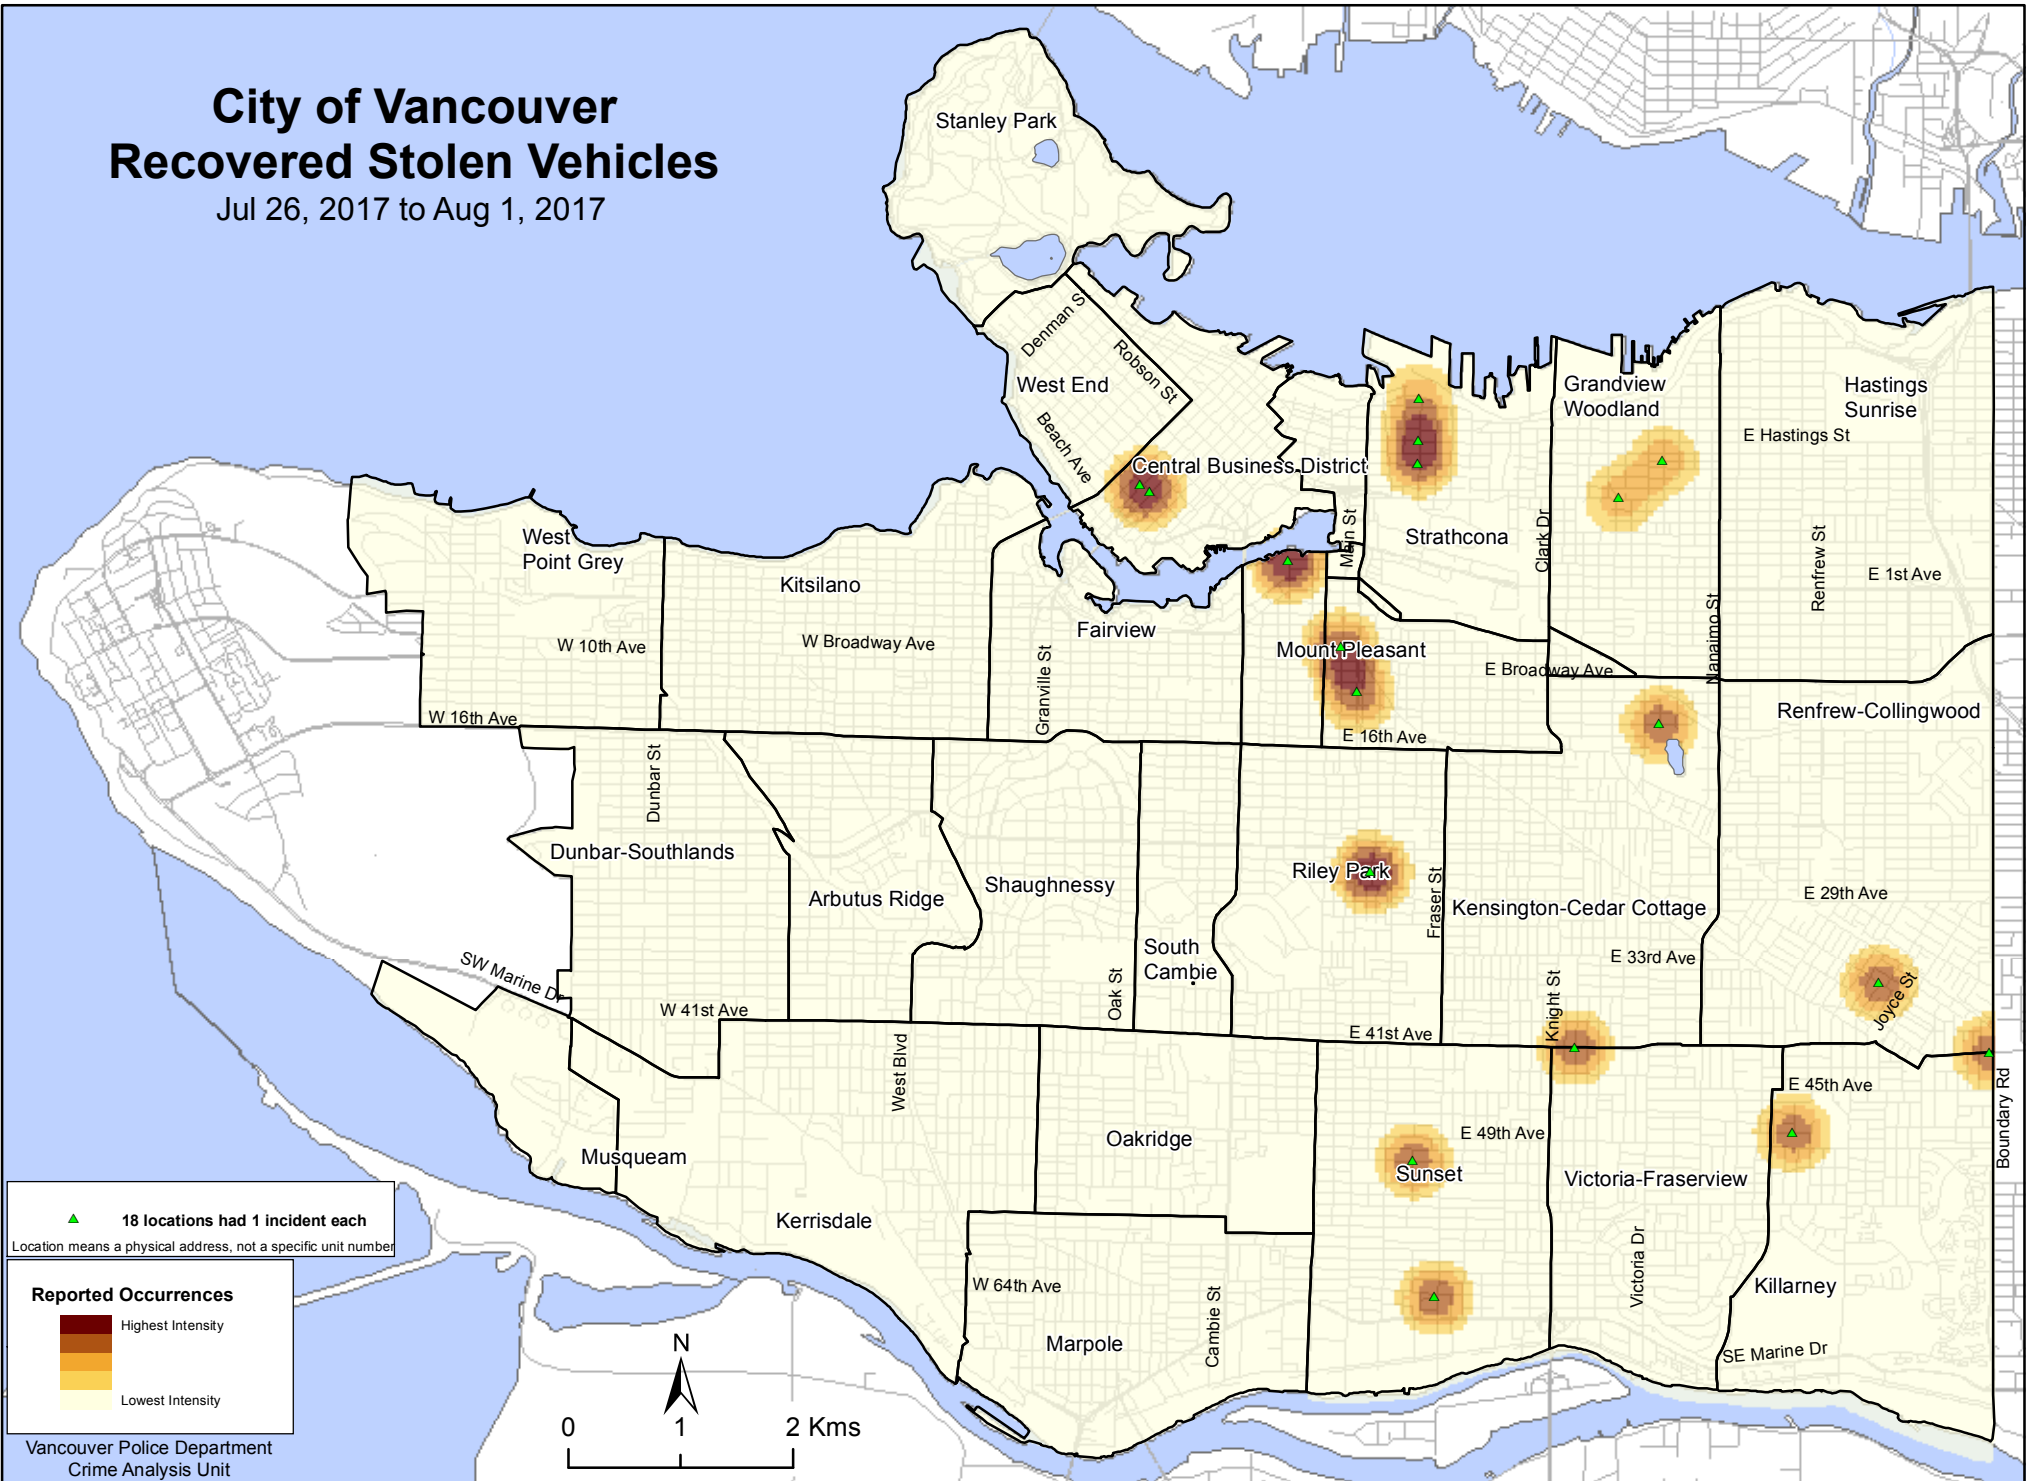 City of Vancouver
Recovered Stolen Vehicles
Jul 26, 2017 to Aug 1, 2017
Stanley Park
Denman St
Robson St
West End
Beach Ave
Central Business District
Grandview
Woodland
Hastings
Sunrise
E Hastings St
Strathcona
Main St
Clark Dr
Renfrew St
E 1st Ave
Nanaimo St
West
Point Grey
Kitsilano
Fairview
W 10th Ave
W Broadway Ave
Granville St
Mount Pleasant
E Broadway Ave
W 16th Ave
E 16th Ave
Renfrew-Collingwood
Dunbar St
Dunbar-Southlands
Arbutus Ridge
Shaughnessy
Riley Park
Fraser St
Kensington-Cedar Cottage
E 29th Ave
South
Cambie
Oak St
E 33rd Ave
Knight St
Joyce St
SW Marine Dr
W 41st Ave
E 41st Ave
West Blvd
E 45th Ave
Boundary Rd
Musqueam
Oakridge
E 49th Ave
Sunset
Victoria-Fraserview
Kerrisdale
Victoria Dr
Killarney
W 64th Ave
Cambie St
Marpole
SE Marine Dr
18 locations had 1 incident each
Location means a physical address, not a specific unit number
Reported Occurrences
Highest Intensity
Lowest Intensity
Vancouver Police Department
Crime Analysis Unit
N
0 1 2 Kms